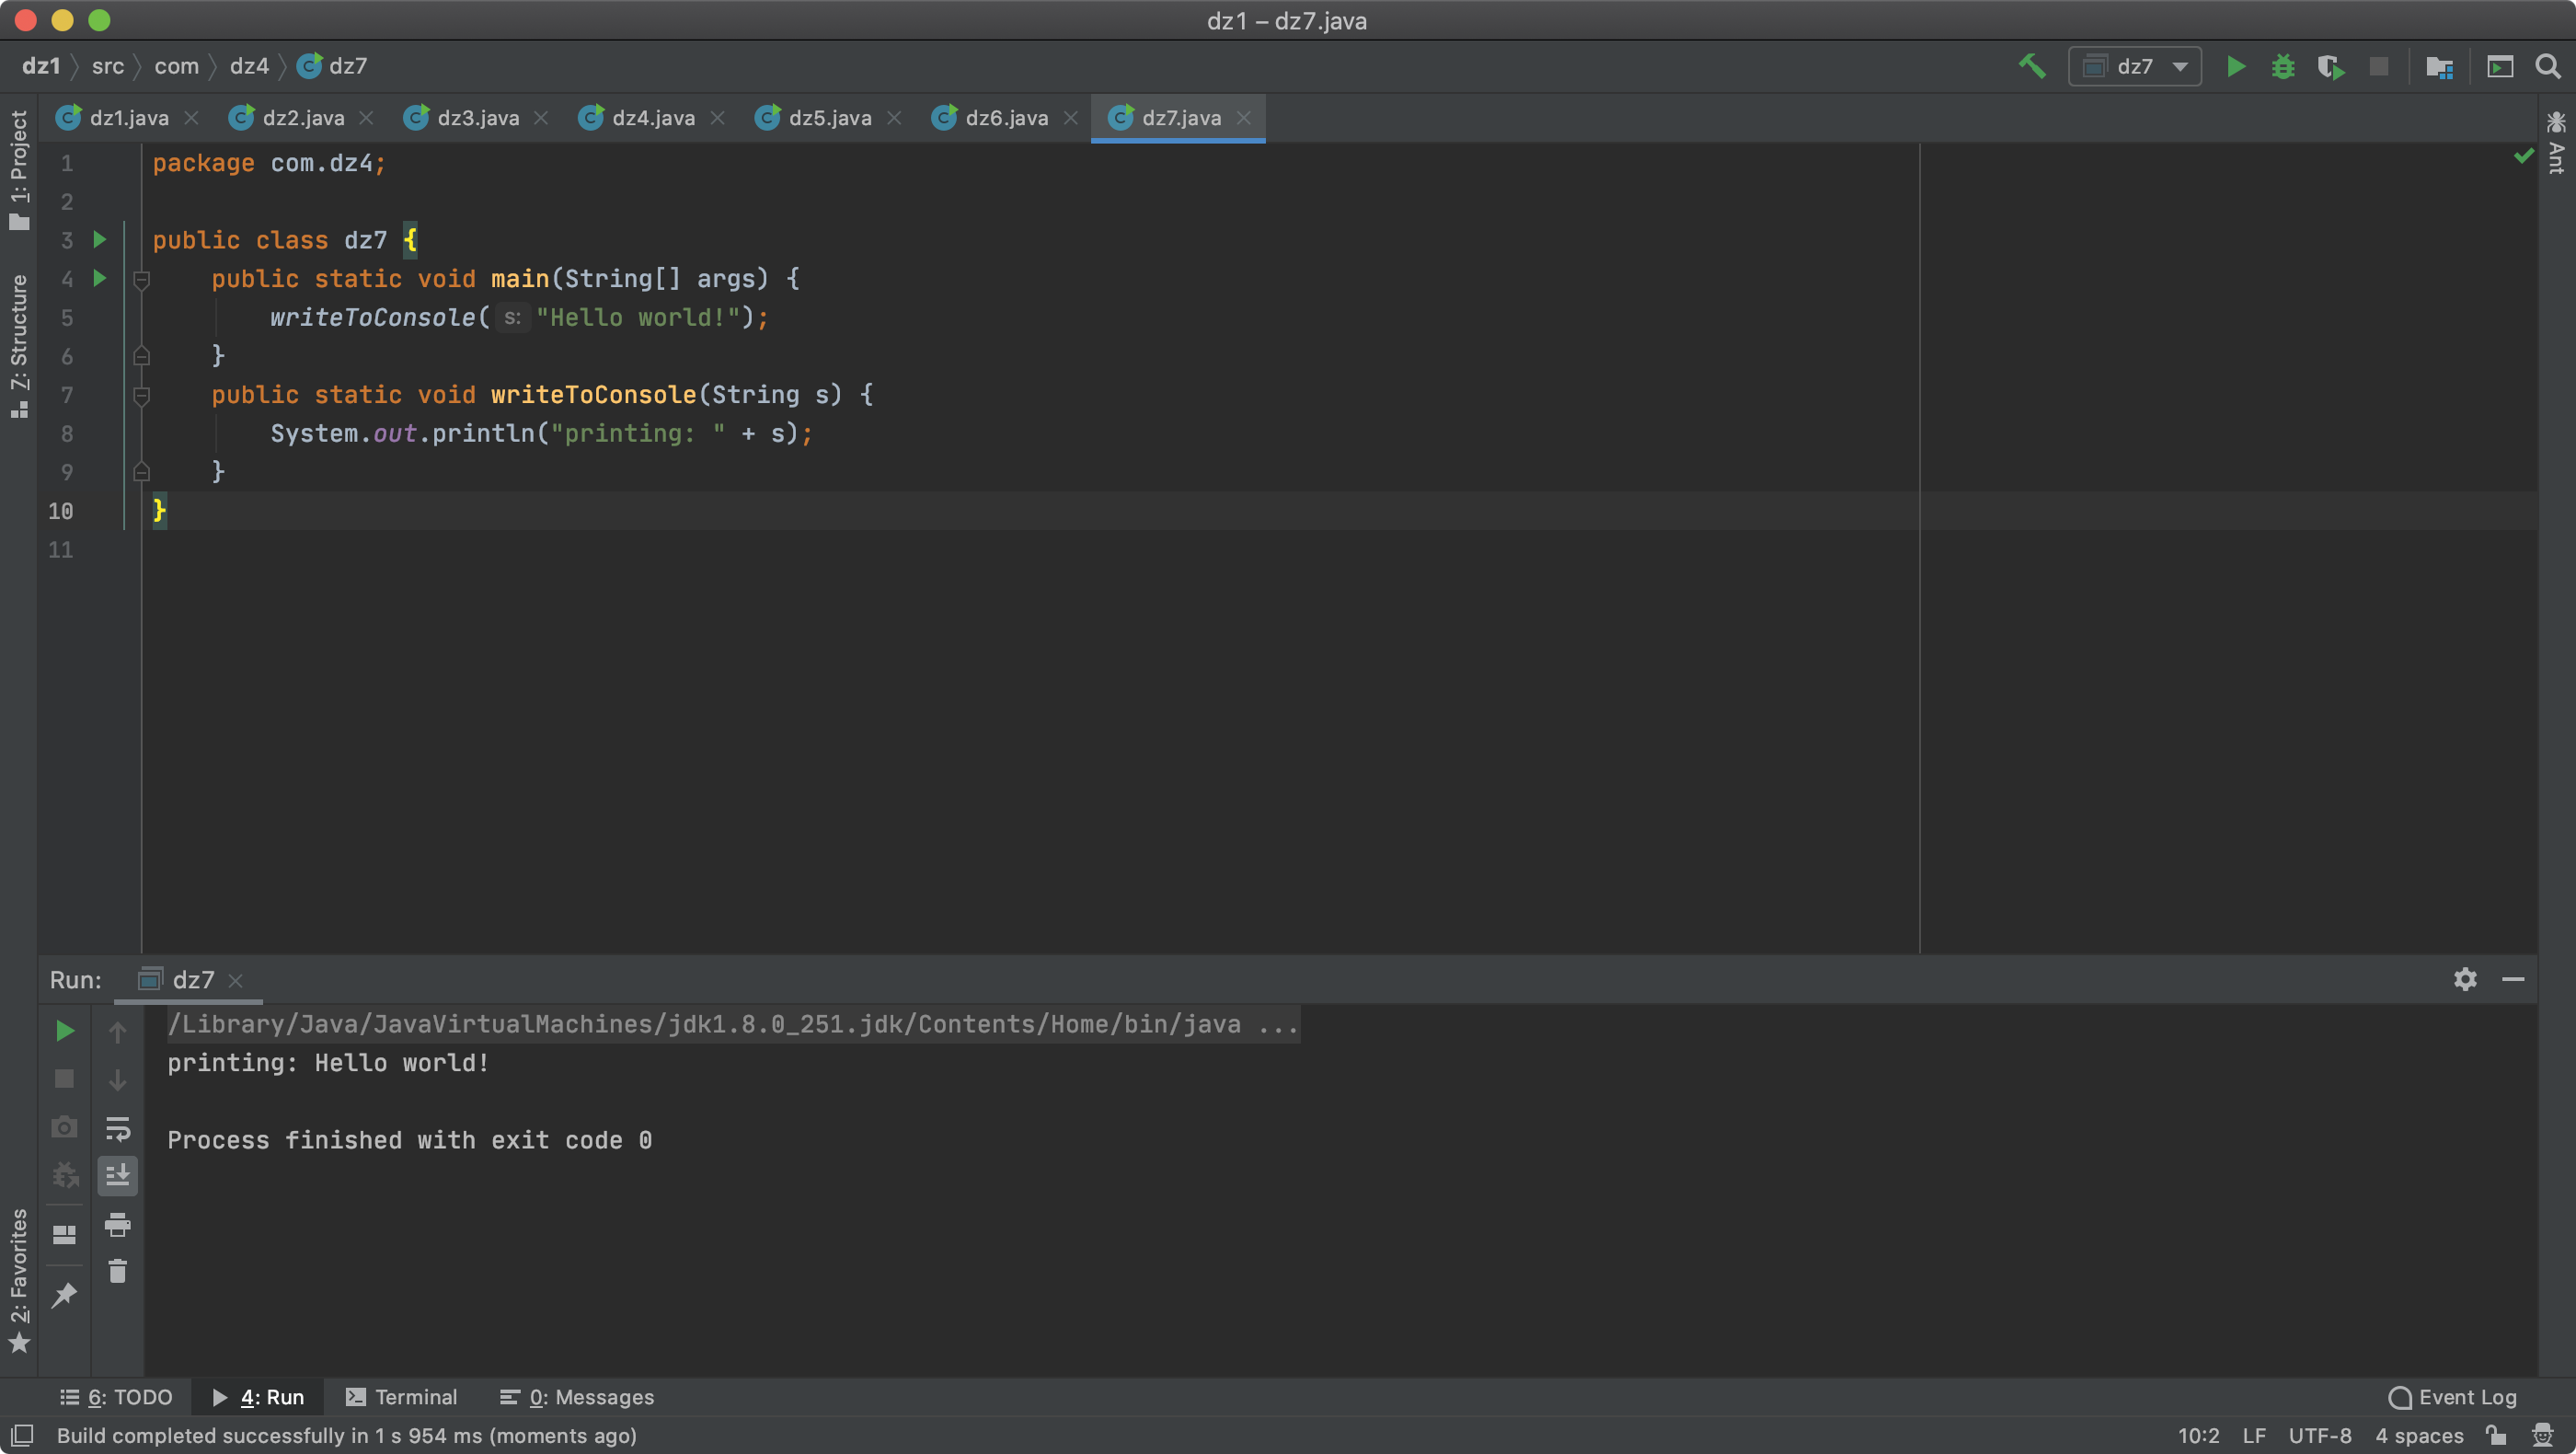 dz1 – dz7.java
dz1 src com dz4 dz7
dz7
dz1.java dz2.java dz3.java dz4.java dz5.java dz6.java dz7.java
1: Project
7: Structure
2: Favorites
Ant
1 package com.dz4;
2
3 public class dz7 {
4 public static void main(String[] args) {
5 writeToConsole( s: "Hello world!");
6 }
7 public static void writeToConsole(String s) {
8 System.out.println("printing: " + s);
9 }
10 }
11
Run: dz7
/Library/Java/JavaVirtualMachines/jdk1.8.0_251.jdk/Contents/Home/bin/java ...
printing: Hello world!
Process finished with exit code 0
6: TODO 4: Run Terminal 0: Messages Event Log
Build completed successfully in 1 s 954 ms (moments ago) 10:2 LF UTF-8 4 spaces